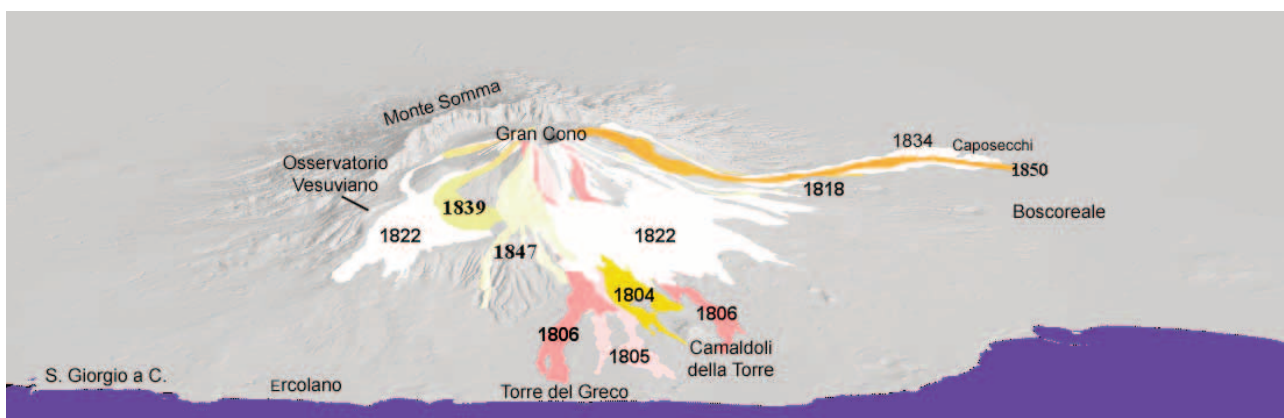 Monte Somma
Gran Cono
1834
Caposecchi
Osservatorio
Vesuviano
1850
1818
1839
Boscoreale
1822
1822
1847
1804
1806
1806
1805
Camaldoli
della Torre
S. Giorgio a C.
Ercolano
Torre del Greco